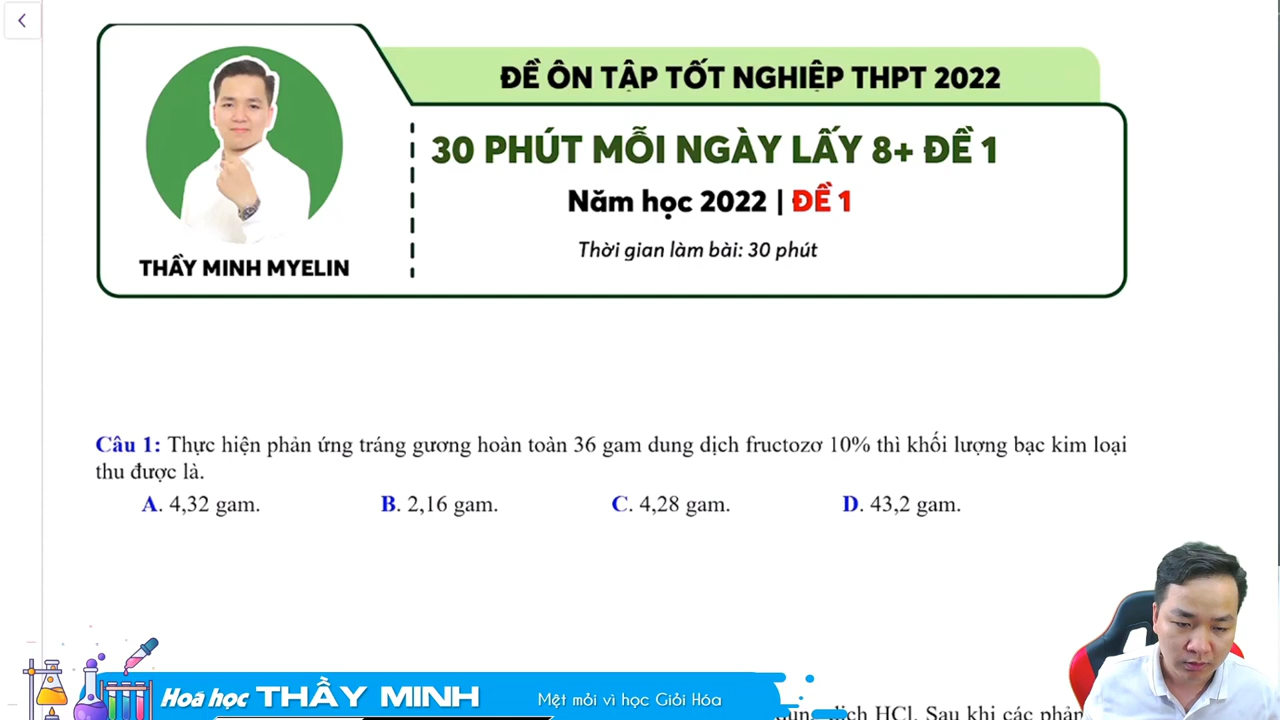 ĐỀ ÔN TẬP TỐT NGHIỆP THPT 2022
30 PHÚT MỖI NGÀY LẤY 8+ ĐỀ 1
Năm học 2022 | ĐỀ 1
Thời gian làm bài: 30 phút
THẦY MINH MYELIN
Câu 1: Thực hiện phản ứng tráng gương hoàn toàn 36 gam dung dịch fructozơ 10% thì khối lượng bạc kim loại
thu được là.
A. 4,32 gam. B. 2,16 gam. C. 4,28 gam. D. 43,2 gam.
Hoá học THẦY MINH Mệt mỏi vì học Giỏi Hóa
dịch HCl. Sau khi các phản